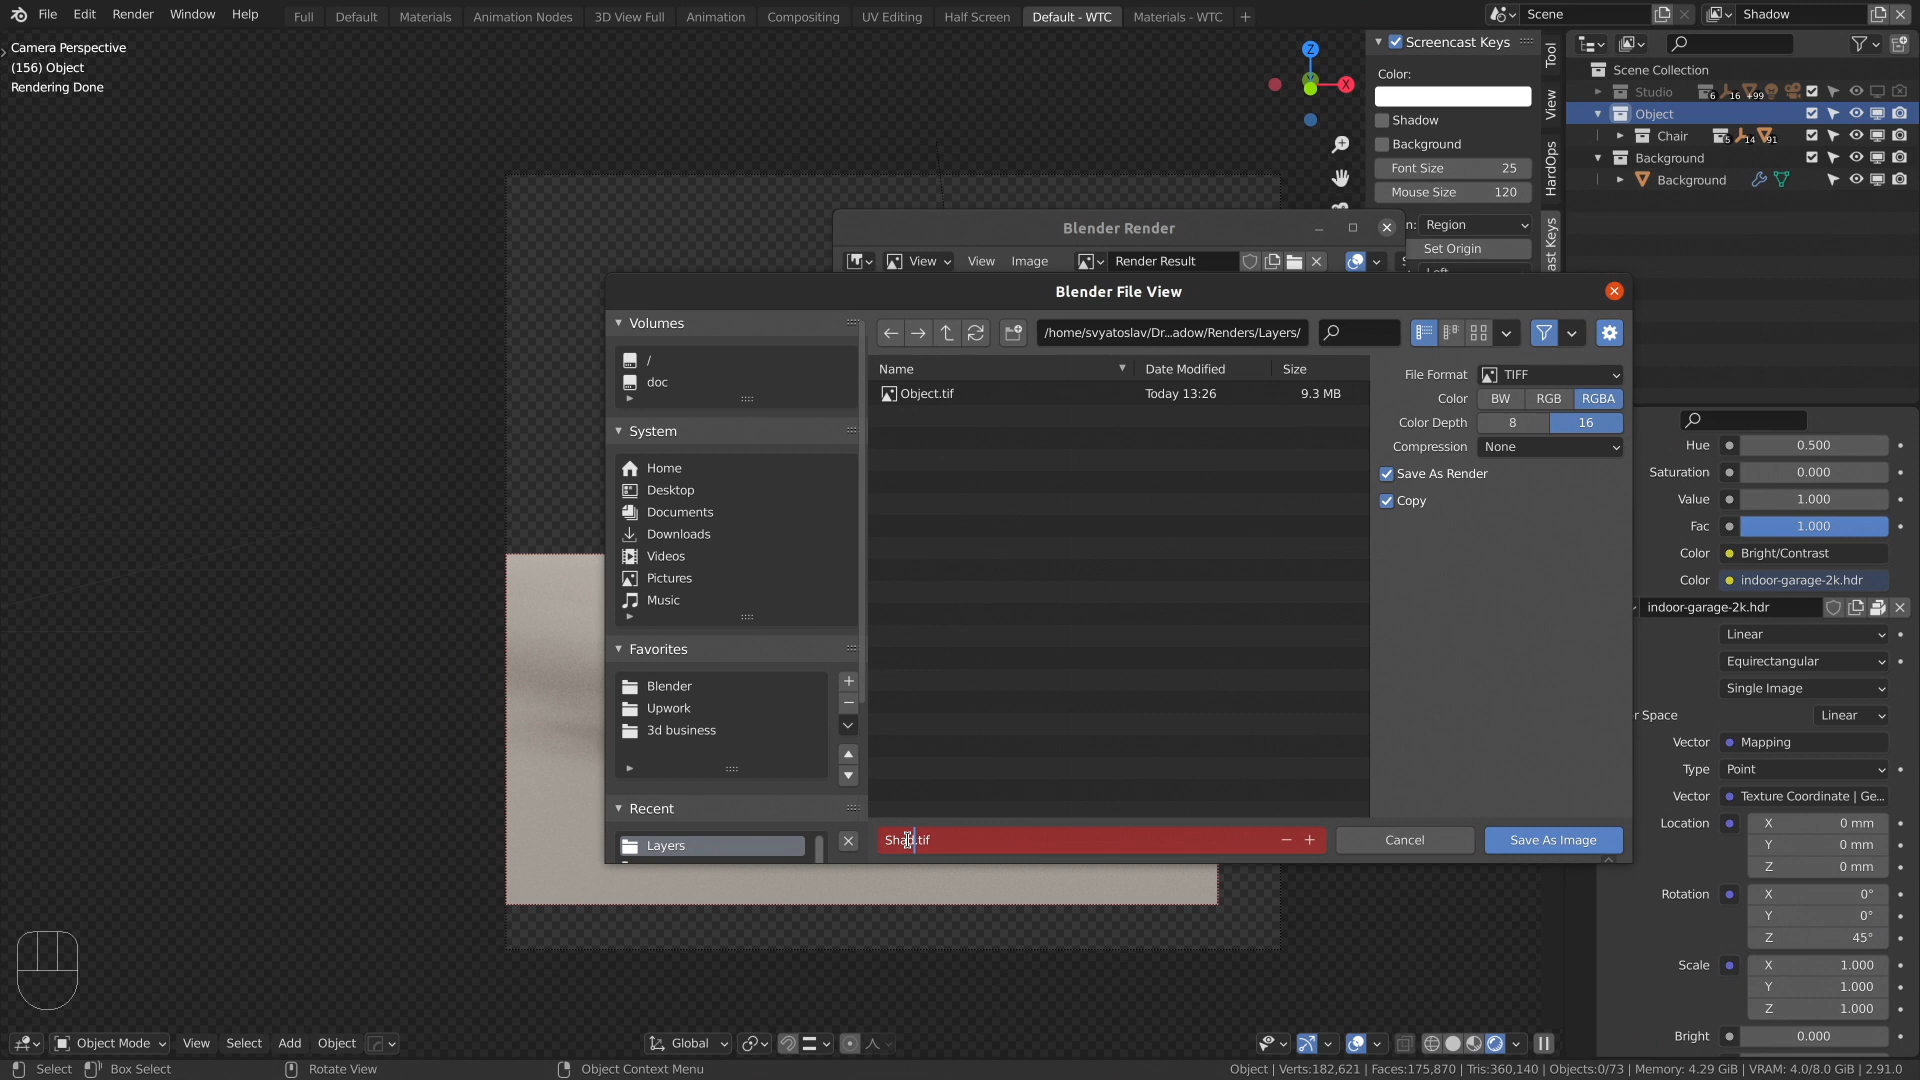 File Edit Render Window Help Full Default Materials Animation Nodes 3D View Full Animation Compositing UV Editing Half Screen Default - WTC Materials - WTC + Scene Shadow
Camera Perspective
(156) Object
Rendering Done
Z
X
Screencast Keys
Color:
Shadow
Background
Font Size 25
Mouse Size 120
n: Region
Set Origin
Tool
View
HardOps
ast Keys
Scene Collection
Studio 6 16 +99
Object
Chair 5 14 91
Background
Background
Blender Render
View View Image Render Result
Blender File View
Volumes
/
doc
System
Home
Desktop
Documents
Downloads
Videos
Pictures
Music
Favorites
Blender
Upwork
3d business
Recent
Layers
/home/svyatoslav/Dr...adow/Renders/Layers/
Name Date Modified Size
Object.tif Today 13:26 9.3 MB
File Format TIFF
Color BW RGB RGBA
Color Depth 8 16
Compression None
Save As Render
Copy
Shad.tif
Cancel
Save As Image
Hue 0.500
Saturation 0.000
Value 1.000
Fac 1.000
Color Bright/Contrast
Color indoor-garage-2k.hdr
indoor-garage-2k.hdr
Linear
Equirectangular
Single Image
r Space Linear
Vector Mapping
Type Point
Vector Texture Coordinate | Ge...
Location X 0 mm
Y 0 mm
Z 0 mm
Rotation X 0°
Y 0°
Z 45°
Scale X 1.000
Y 1.000
Z 1.000
Bright 0.000
Object Mode View Select Add Object Global
Select Box Select Rotate View Object Context Menu Object | Verts:182,621 | Faces:175,870 | Tris:360,140 | Objects:0/73 | Memory: 4.29 GiB | VRAM: 4.0/8.0 GiB | 2.91.0